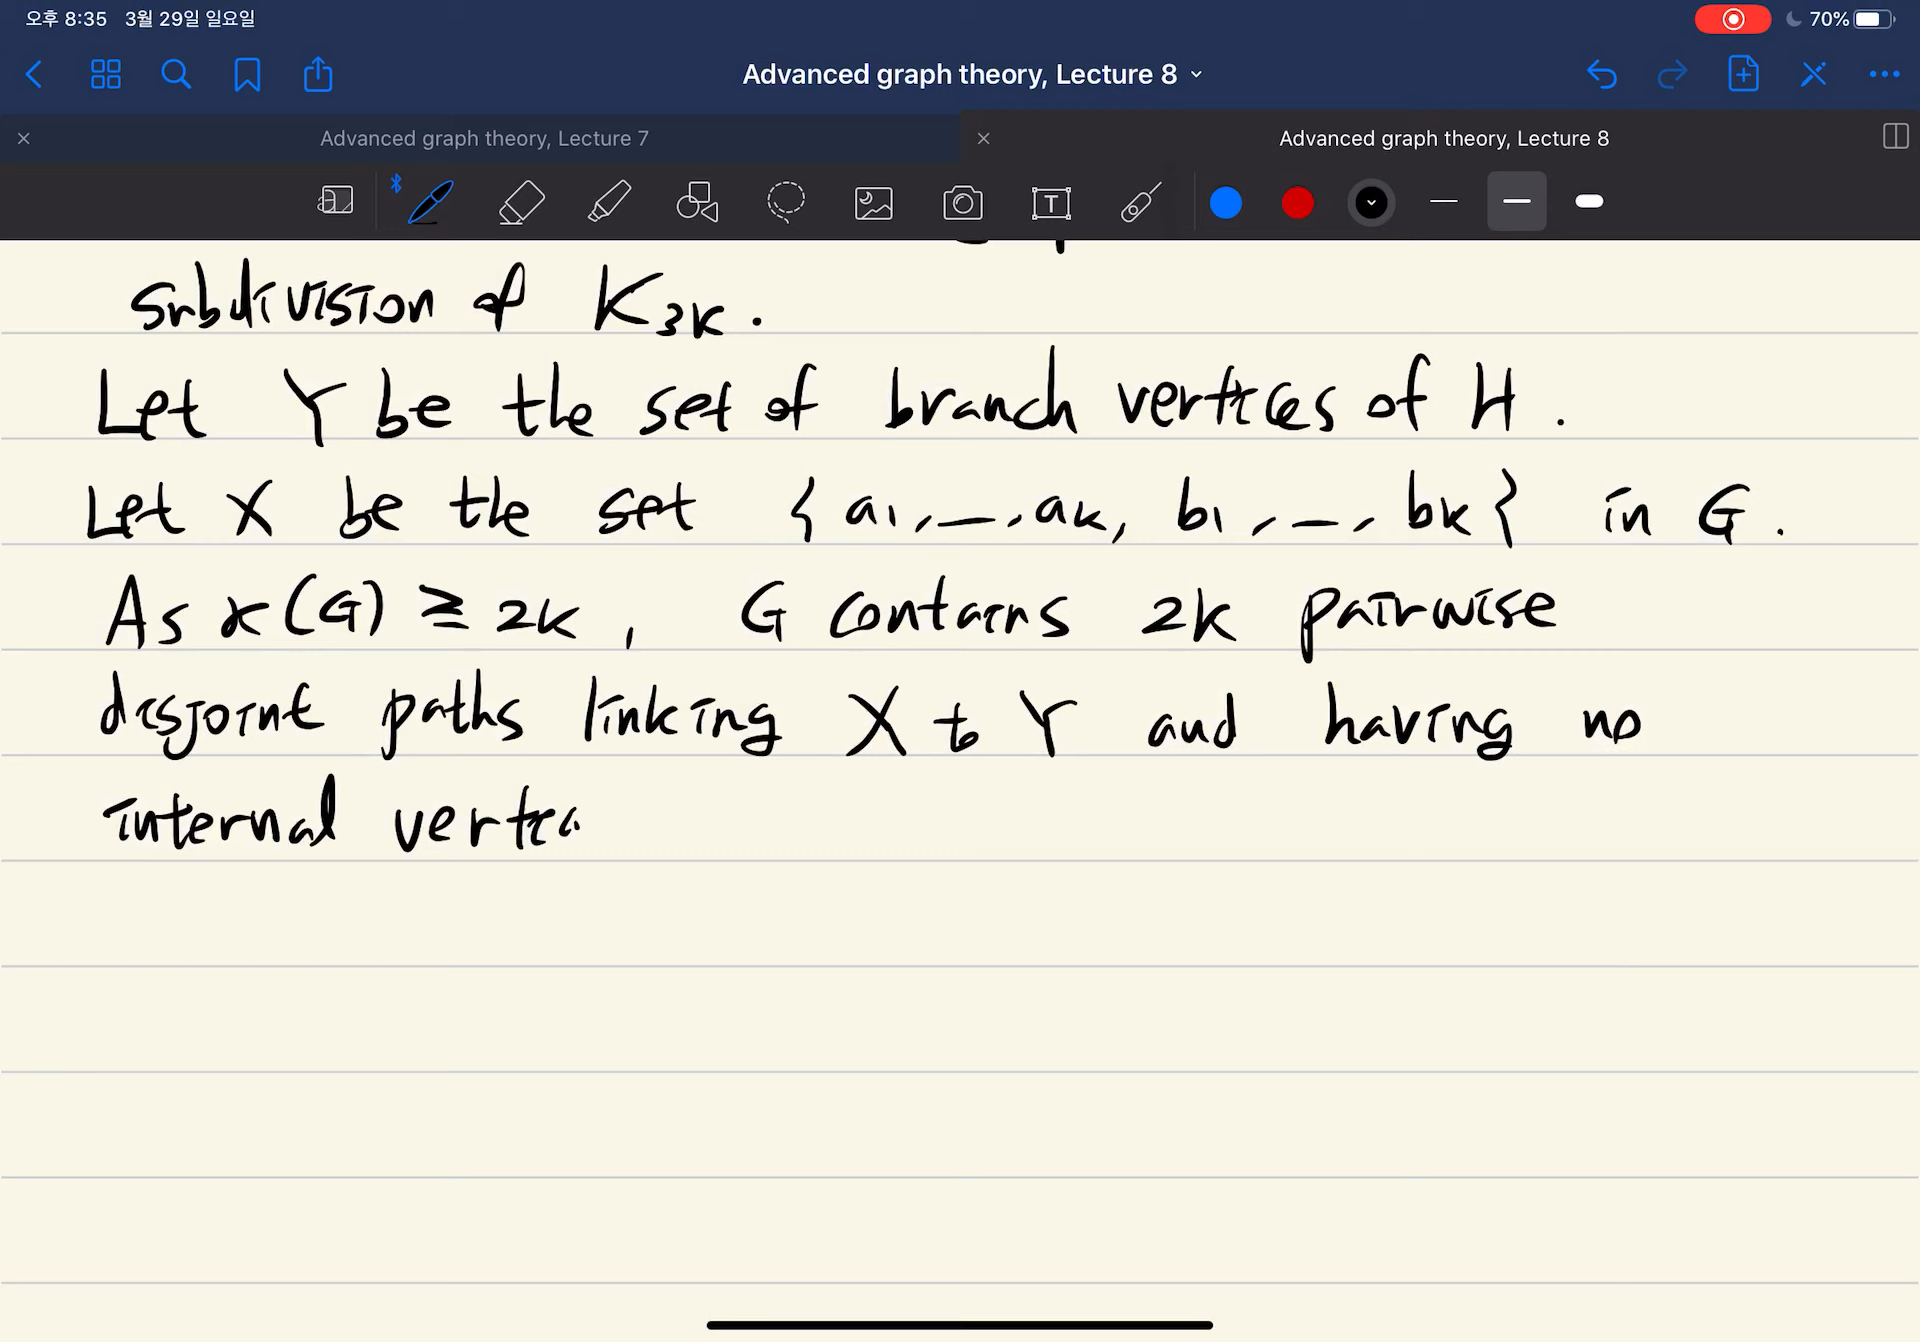 오후 8:35 3월 29일 일요일
70%
Advanced graph theory, Lecture 8
Advanced graph theory, Lecture 7
Advanced graph theory, Lecture 8
subdivision of K_{3k}.
Let Y be the set of branch vertices of H.
Let X be the set {a₁, –, aₖ, b₁, –, bₖ} in G.
As κ(G) ≥ 2k, G contains 2k pairwise
disjoint paths linking X to Y and having no
internal vertic